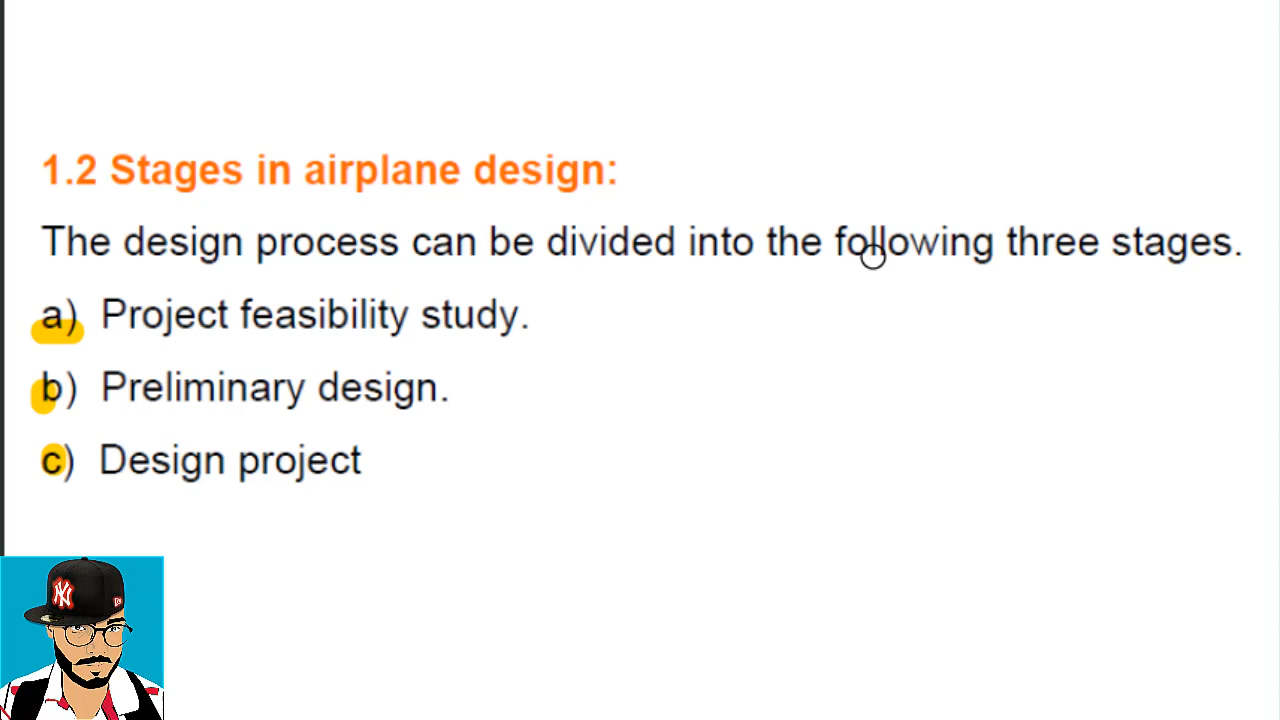 1.2 Stages in airplane design:
The design process can be divided into the following three stages.
a) Project feasibility study.
b) Preliminary design.
c) Design project
NY